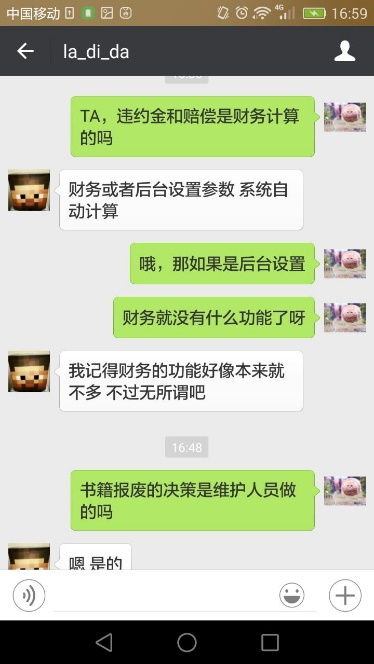 中国移动
4G
16:59
la_di_da
TA，违约金和赔偿是财务计算
的吗
财务或者后台设置参数 系统自
动计算
哦，那如果是后台设置
财务就没有什么功能了呀
我记得财务的功能好像本来就
不多 不过无所谓吧
16:48
书籍报废的决策是维护人员做
的吗
嗯 是的